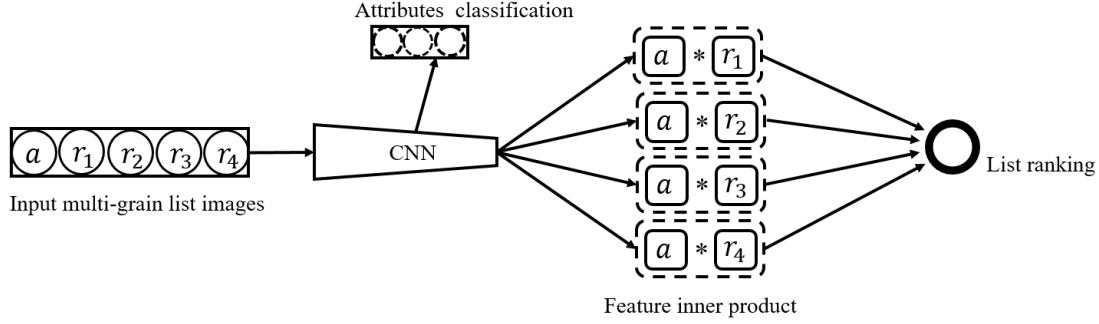 Attributes classification
a r₁ r₂ r₃ r₄
CNN
a * r₁
a * r₂
a * r₃
a * r₄
List ranking
Input multi-grain list images
Feature inner product